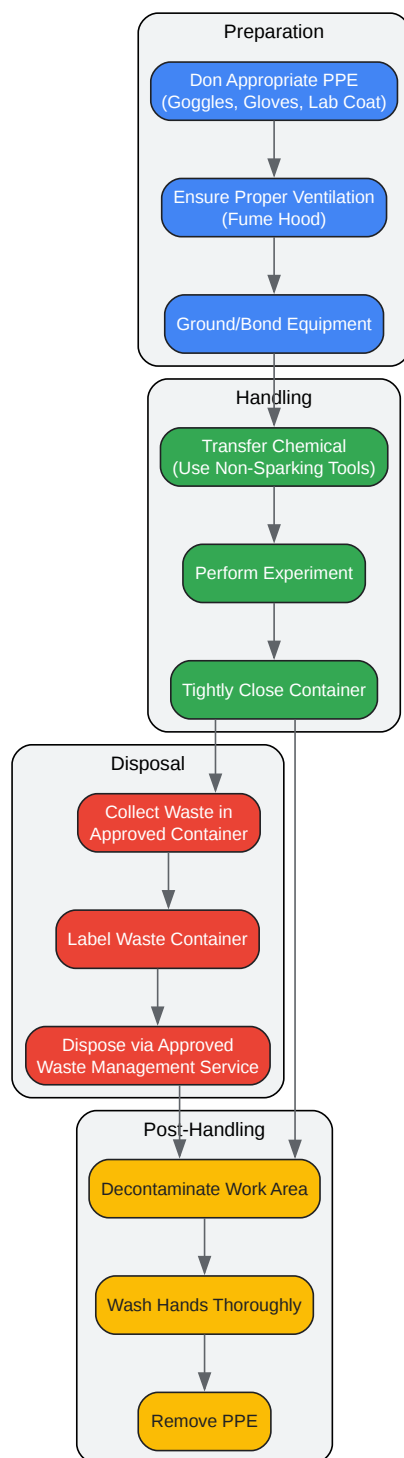 Preparation
Don Appropriate PPE
(Goggles, Gloves, Lab Coat)
Ensure Proper Ventilation
(Fume Hood)
Ground/Bond Equipment
Handling
Transfer Chemical
(Use Non-Sparking Tools)
Perform Experiment
Tightly Close Container
Disposal
Collect Waste in
Approved Container
Label Waste Container
Dispose via Approved
Waste Management Service
Post-Handling
Decontaminate Work Area
Wash Hands Thoroughly
Remove PPE